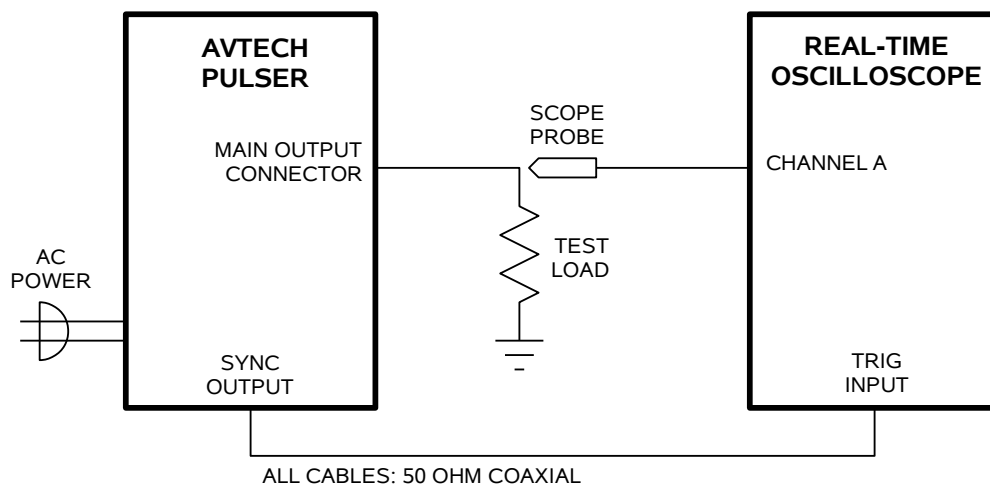 AVTECH
PULSER
REAL-TIME
OSCILLOSCOPE
SCOPE
PROBE
MAIN OUTPUT
CONNECTOR
CHANNEL A
TEST
LOAD
AC
POWER
SYNC
OUTPUT
TRIG
INPUT
ALL CABLES: 50 OHM COAXIAL